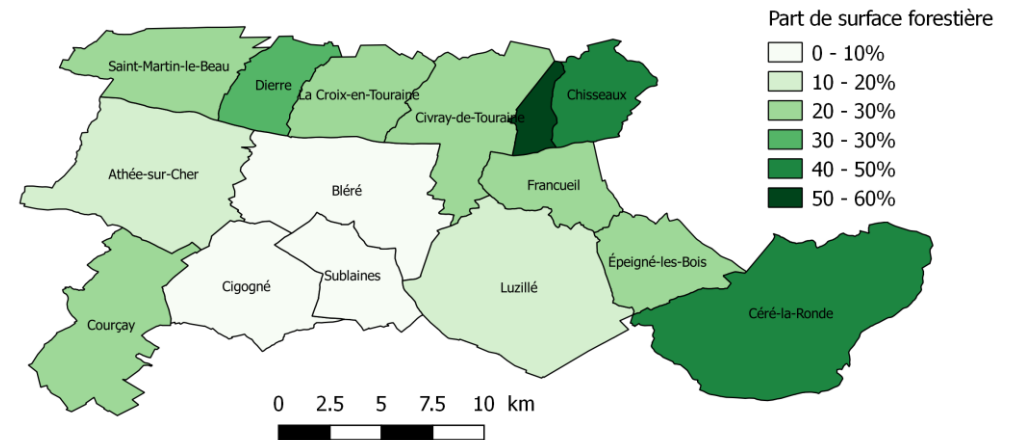 Part de surface forestière
0 - 10%
10 - 20%
20 - 30%
30 - 30%
40 - 50%
50 - 60%
Saint-Martin-le-Beau
Dierre
La Croix-en-Touraine
Civray-de-Touraine
Chisseaux
Athée-sur-Cher
Bléré
Francueil
Épeigné-les-Bois
Cigogné
Sublaines
Luzillé
Céré-la-Ronde
Courçay
0 2.5 5 7.5 10 km